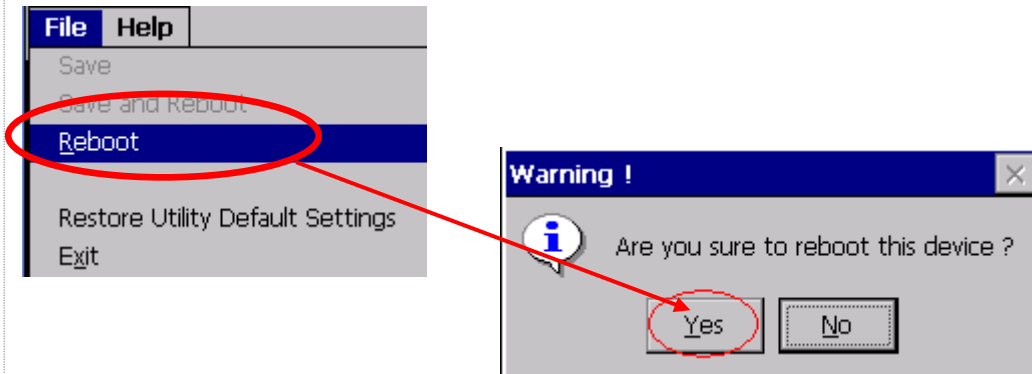 File Help
Save
Save and Reboot
Reboot
Restore Utility Default Settings
Exit
Warning !
Are you sure to reboot this device ?
Yes No